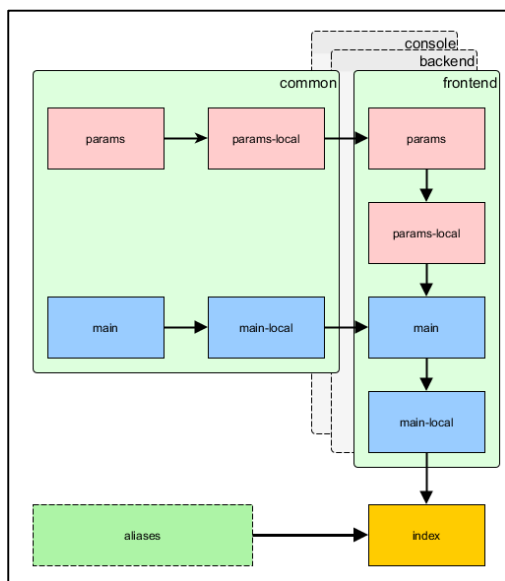 console
backend
common
frontend
params
params-local
params
params-local
main
main-local
main
main-local
aliases
index